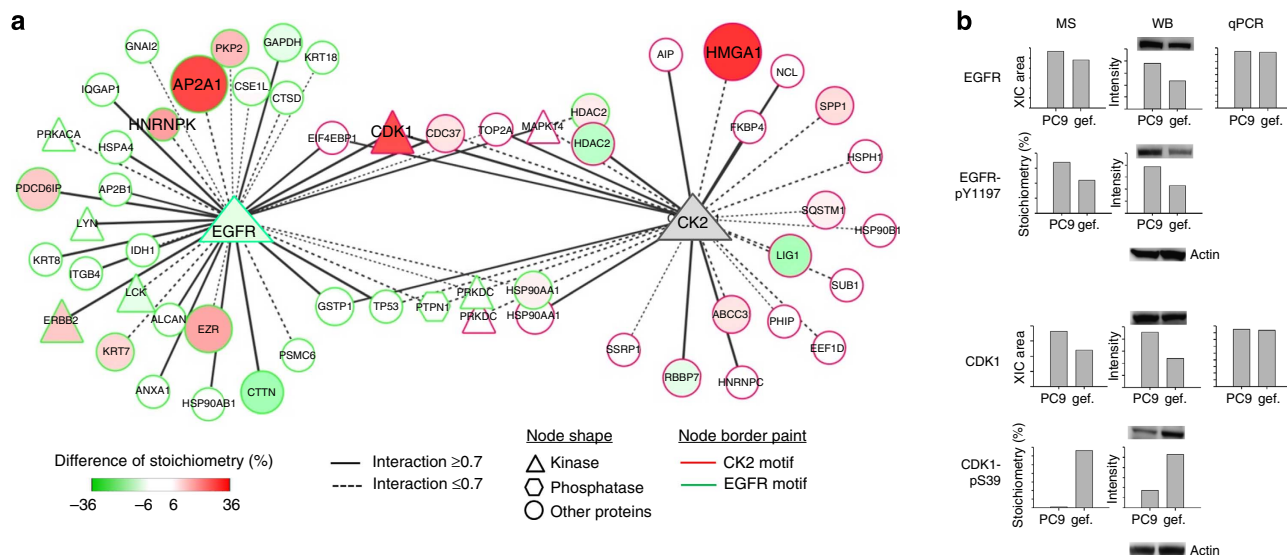 a
GNAI2
PKP2
GAPDH
KRT18
AP2A1
CSE1L
CTSD
IQGAP1
HNRNPK
PRKACA
HSPA4
PDCD6IP
AP2B1
LYN
EGFR
KRT8
ITGB4
IDH1
LCK
ERBB2
ALCAN
EZR
KRT7
ANXA1
HSP90AB1
CTTN
PSMC6
EIF4EBP1
CDK1
CDC37
TOP2A
MAPK14
HDAC2
HDAC2
GSTP1
TP53
PTPN1
PRKDC
PRKDC
HSP90AA1
HSP90AA1
AIP
HMGA1
NCL
FKBP4
SPP1
HSPH1
CK2
SQSTM1
HSP90B1
LIG1
SUB1
ABCC3
PHIP
EEF1D
SSRP1
RBBP7
HNRNPC
Difference of stoichiometry (%)
–36 –6 6 36
Interaction ≥0.7
Interaction ≤0.7
Node shape
Kinase
Phosphatase
Other proteins
Node border paint
CK2 motif
EGFR motif
b
MS WB qPCR
EGFR
XIC area
Intensity
PC9 gef. PC9 gef. PC9 gef.
EGFR-
pY1197
Stoichiometry (%)
Intensity
PC9 gef. PC9 gef.
Actin
CDK1
XIC area
Intensity
PC9 gef. PC9 gef. PC9 gef.
CDK1-
pS39
Stoichiometry (%)
Intensity
PC9 gef. PC9 gef.
Actin